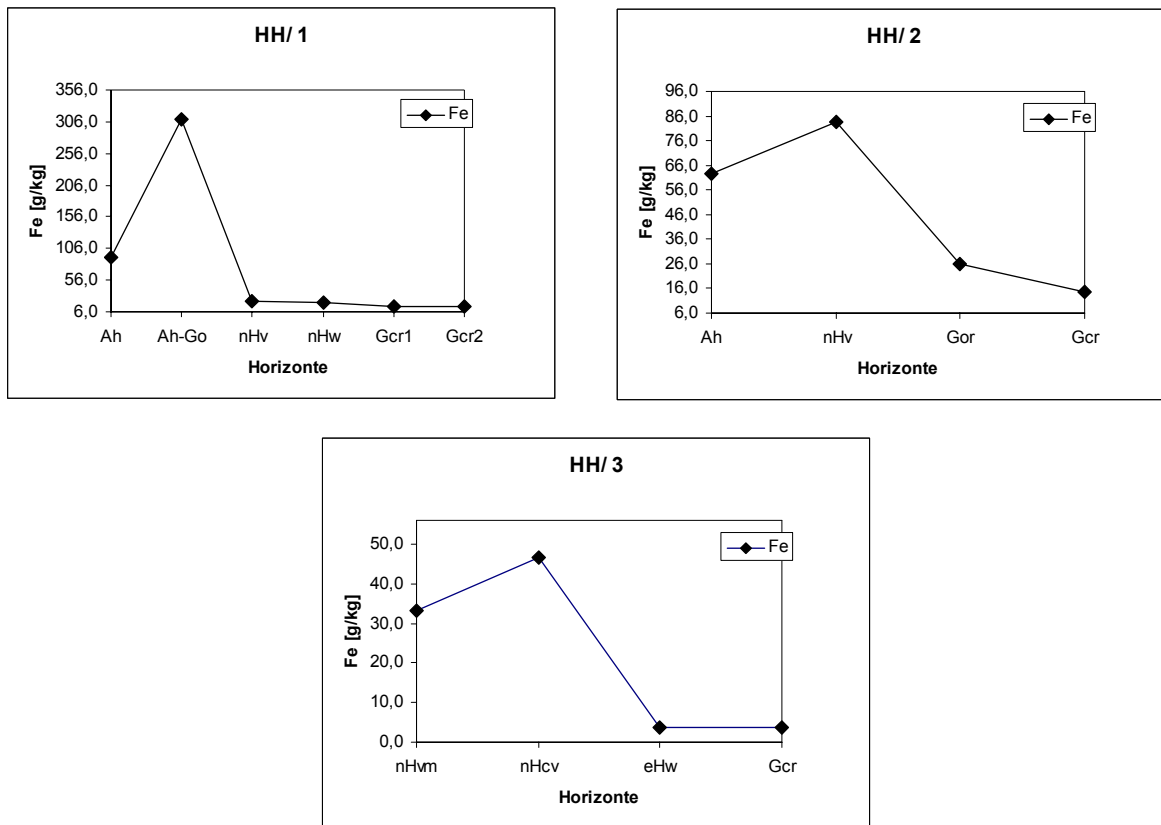 HH/ 1
Fe [g/kg]
356,0
306,0
256,0
206,0
156,0
106,0
56,0
6,0
Fe
Ah Ah-Go nHv nHw Gcr1 Gcr2
Horizonte
HH/ 2
Fe [g/kg]
96,0
86,0
76,0
66,0
56,0
46,0
36,0
26,0
16,0
6,0
Fe
Ah nHv Gor Gcr
Horizonte
HH/ 3
Fe [g/kg]
50,0
40,0
30,0
20,0
10,0
0,0
Fe
nHvm nHcv eHw Gcr
Horizonte